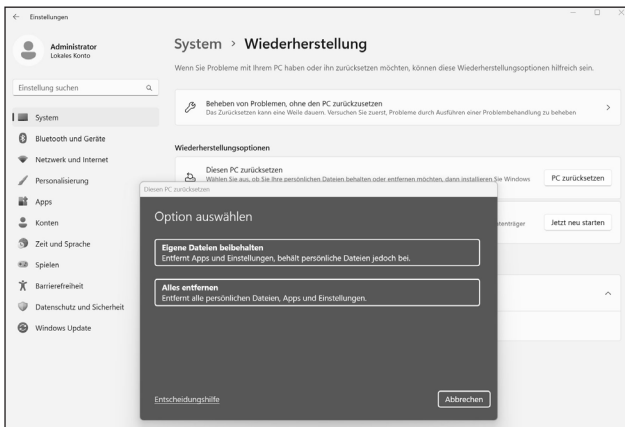 Einstellungen
Administrator
Lokales Konto
Einstellung suchen
System
Bluetooth und Geräte
Netzwerk und Internet
Personalisierung
Apps
Konten
Zeit und Sprache
Spielen
Barrierefreiheit
Datenschutz und Sicherheit
Windows Update
System > Wiederherstellung
Wenn Sie Probleme mit Ihrem PC haben oder ihn zurücksetzen möchten, können diese Wiederherstellungsoptionen hilfreich sein.
Beheben von Problemen, ohne den PC zurückzusetzen
Das Zurücksetzen kann eine Weile dauern. Versuchen Sie zuerst, Probleme durch Ausführen einer Problembehandlung zu beheben
Wiederherstellungsoptionen
Diesen PC zurücksetzen
Wählen Sie aus, ob Sie Ihre persönlichen Dateien behalten oder entfernen möchten, dann installieren Sie Windows
PC zurücksetzen
Jetzt neu starten
Diesen PC zurücksetzen
Option auswählen
Eigene Dateien beibehalten
Entfernt Apps und Einstellungen, behält persönliche Dateien jedoch bei.
Alles entfernen
Entfernt alle persönlichen Dateien, Apps und Einstellungen.
Entscheidungshilfe
Abbrechen